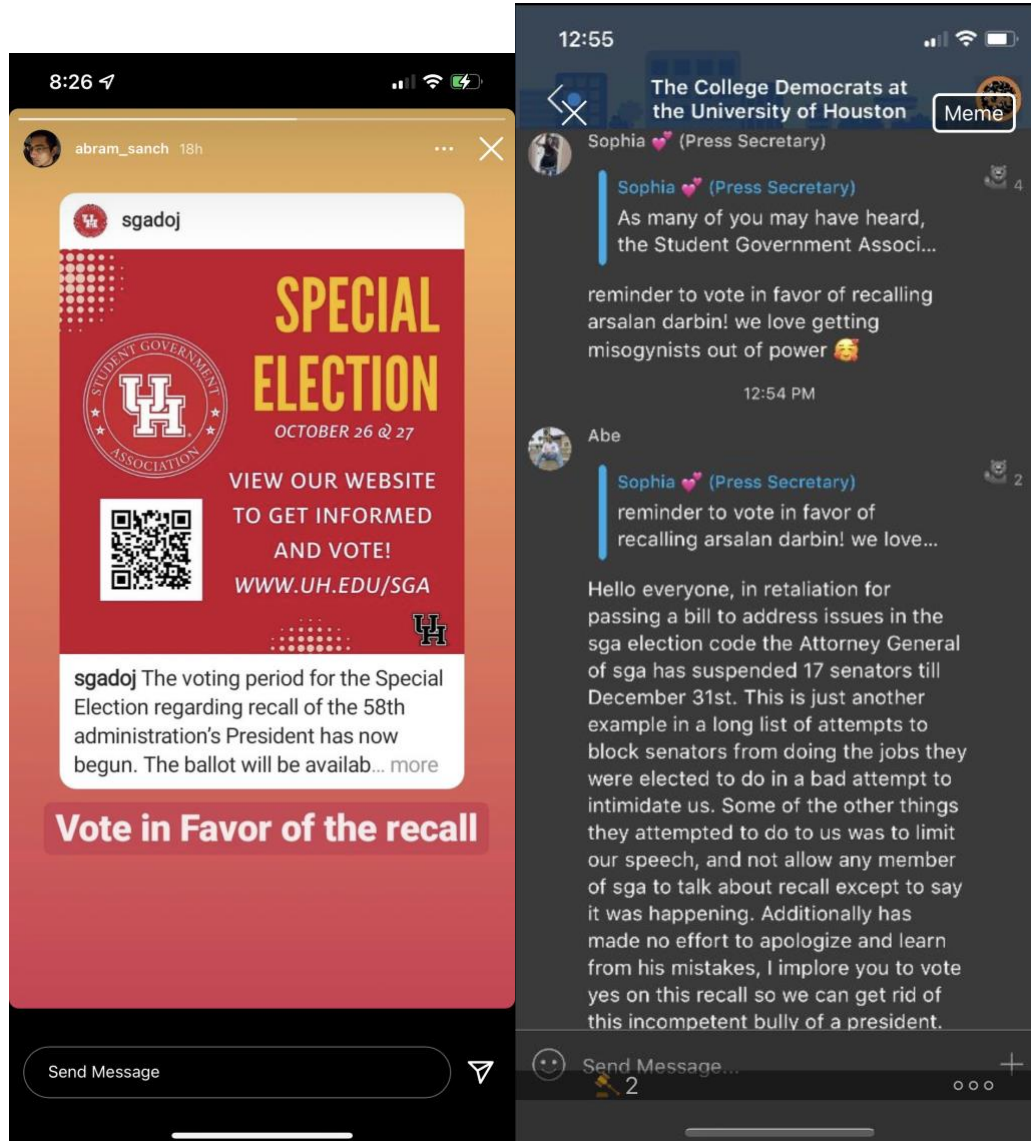 8:26
abram_sanch 18h
sgadoj
STUDENT GOVERNMENT
ASSOCIATION
UH
SPECIAL
ELECTION
OCTOBER 26 & 27
VIEW OUR WEBSITE
TO GET INFORMED
AND VOTE!
WWW.UH.EDU/SGA
UH
sgadoj The voting period for the Special
Election regarding recall of the 58th
administration's President has now
begun. The ballot will be availab... more
Vote in Favor of the recall
Send Message
12:55
The College Democrats at
the University of Houston
Meme
Sophia 💕 (Press Secretary)
4
Sophia 💕 (Press Secretary)
As many of you may have heard,
the Student Government Associ...
reminder to vote in favor of recalling
arsalan darbin! we love getting
misogynists out of power 🥰
12:54 PM
Abe
2
Sophia 💕 (Press Secretary)
reminder to vote in favor of
recalling arsalan darbin! we love...
Hello everyone, in retaliation for
passing a bill to address issues in the
sga election code the Attorney General
of sga has suspended 17 senators till
December 31st. This is just another
example in a long list of attempts to
block senators from doing the jobs they
were elected to do in a bad attempt to
intimidate us. Some of the other things
they attempted to do to us was to limit
our speech, and not allow any member
of sga to talk about recall except to say
it was happening. Additionally has
made no effort to apologize and learn
from his mistakes, I implore you to vote
yes on this recall so we can get rid of
this incompetent bully of a president.
Send Message...
2